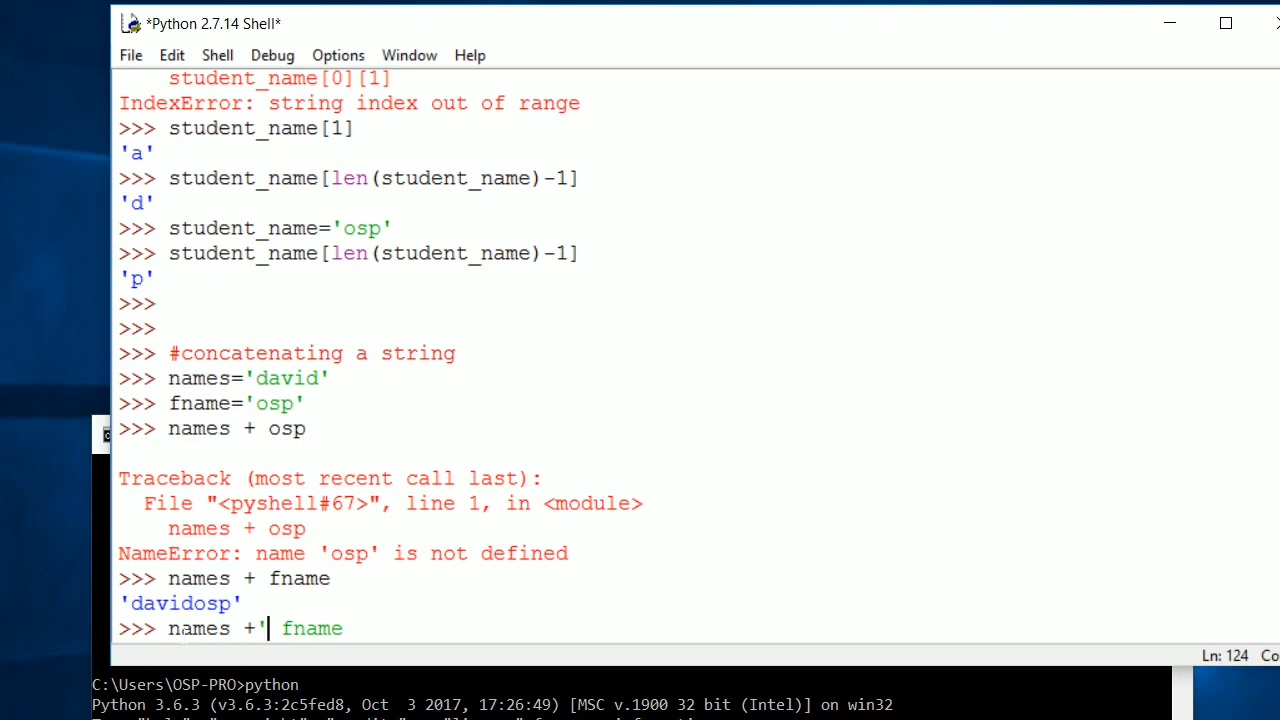 *Python 2.7.14 Shell*
File Edit Shell Debug Options Window Help
student_name[0][1]
IndexError: string index out of range
>>> student_name[1]
'a'
>>> student_name[len(student_name)-1]
'd'
>>> student_name='osp'
>>> student_name[len(student_name)-1]
'p'
>>>
>>>
>>> #concatenating a string
>>> names='david'
>>> fname='osp'
>>> names + osp
Traceback (most recent call last):
File "<pyshell#67>", line 1, in <module>
names + osp
NameError: name 'osp' is not defined
>>> names + fname
'davidosp'
>>> names +' fname
Ln: 124 Co
C:\Users\OSP-PRO>python
Python 3.6.3 (v3.6.3:2c5fed8, Oct  3 2017, 17:26:49) [MSC v.1900 32 bit (Intel)] on win32